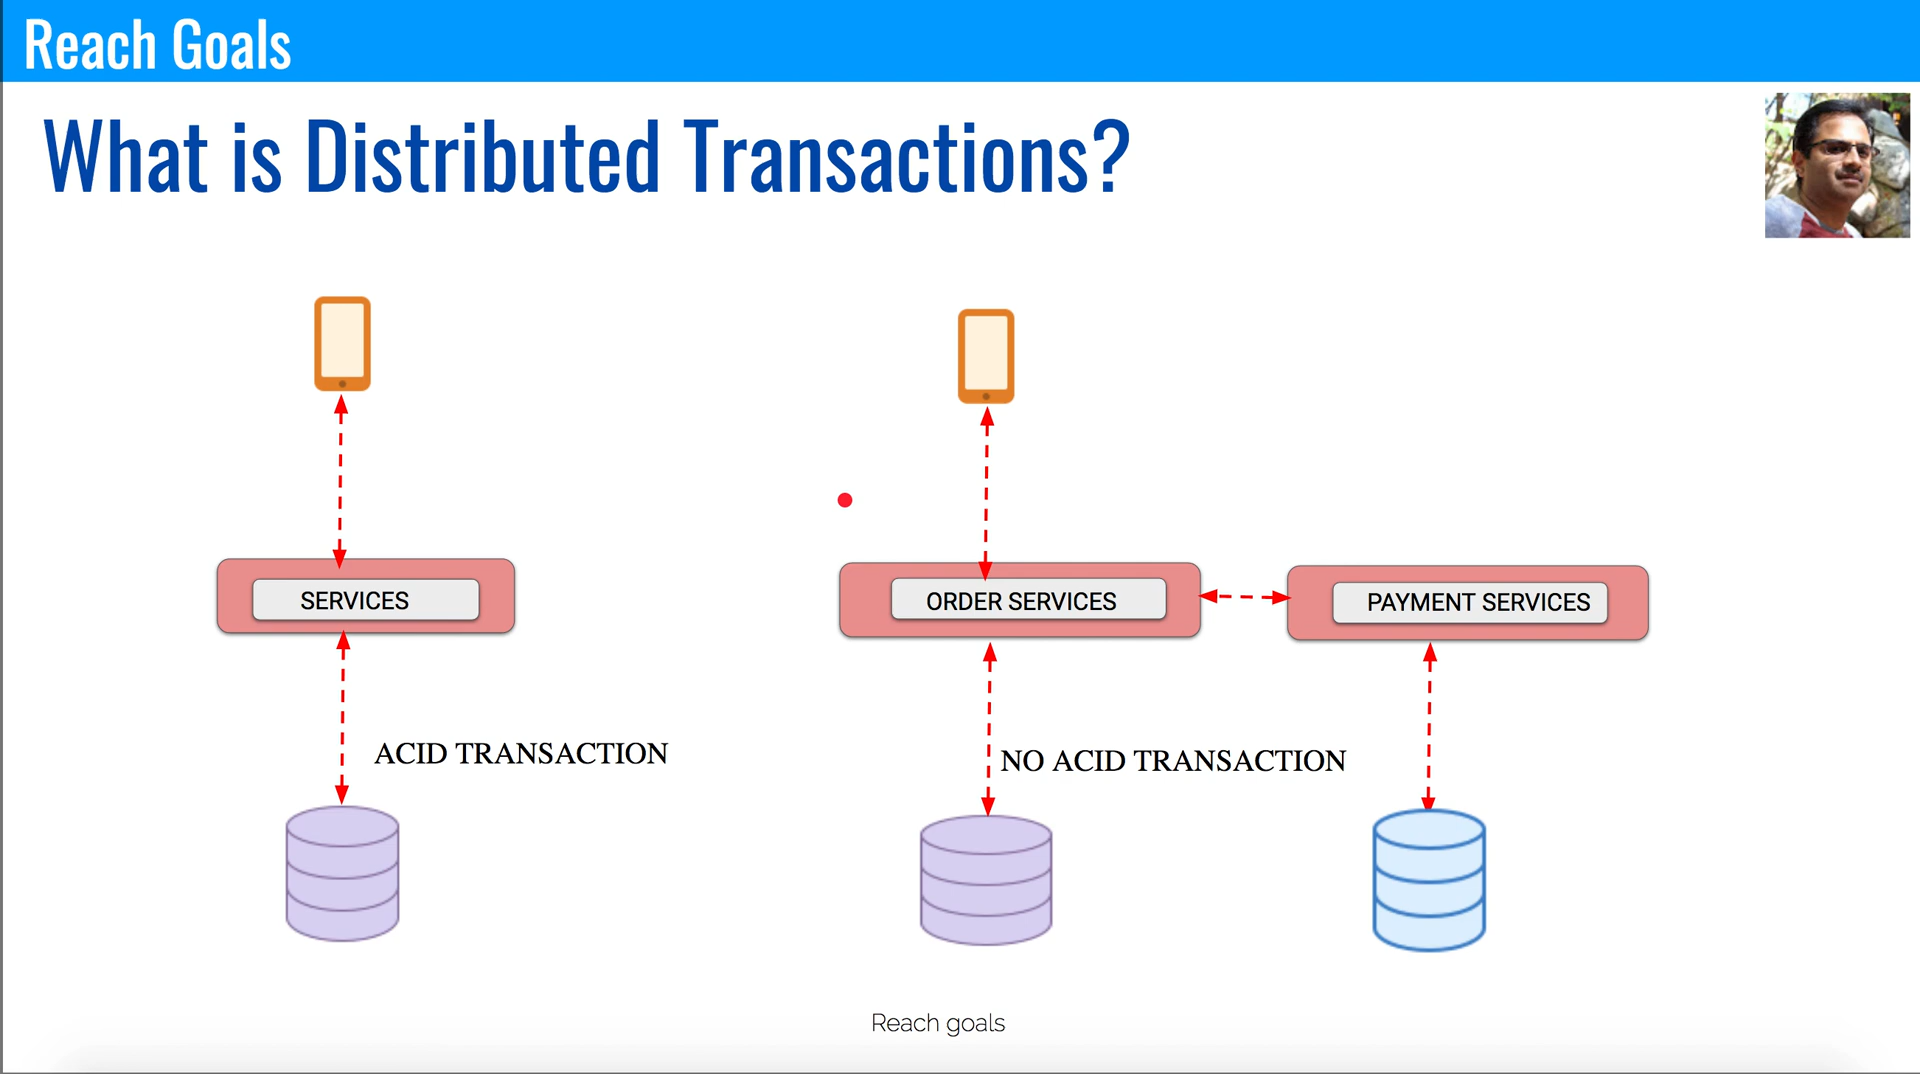 Reach Goals
What is Distributed Transactions?
SERVICES
ORDER SERVICES
PAYMENT SERVICES
ACID TRANSACTION
NO ACID TRANSACTION
Reach goals